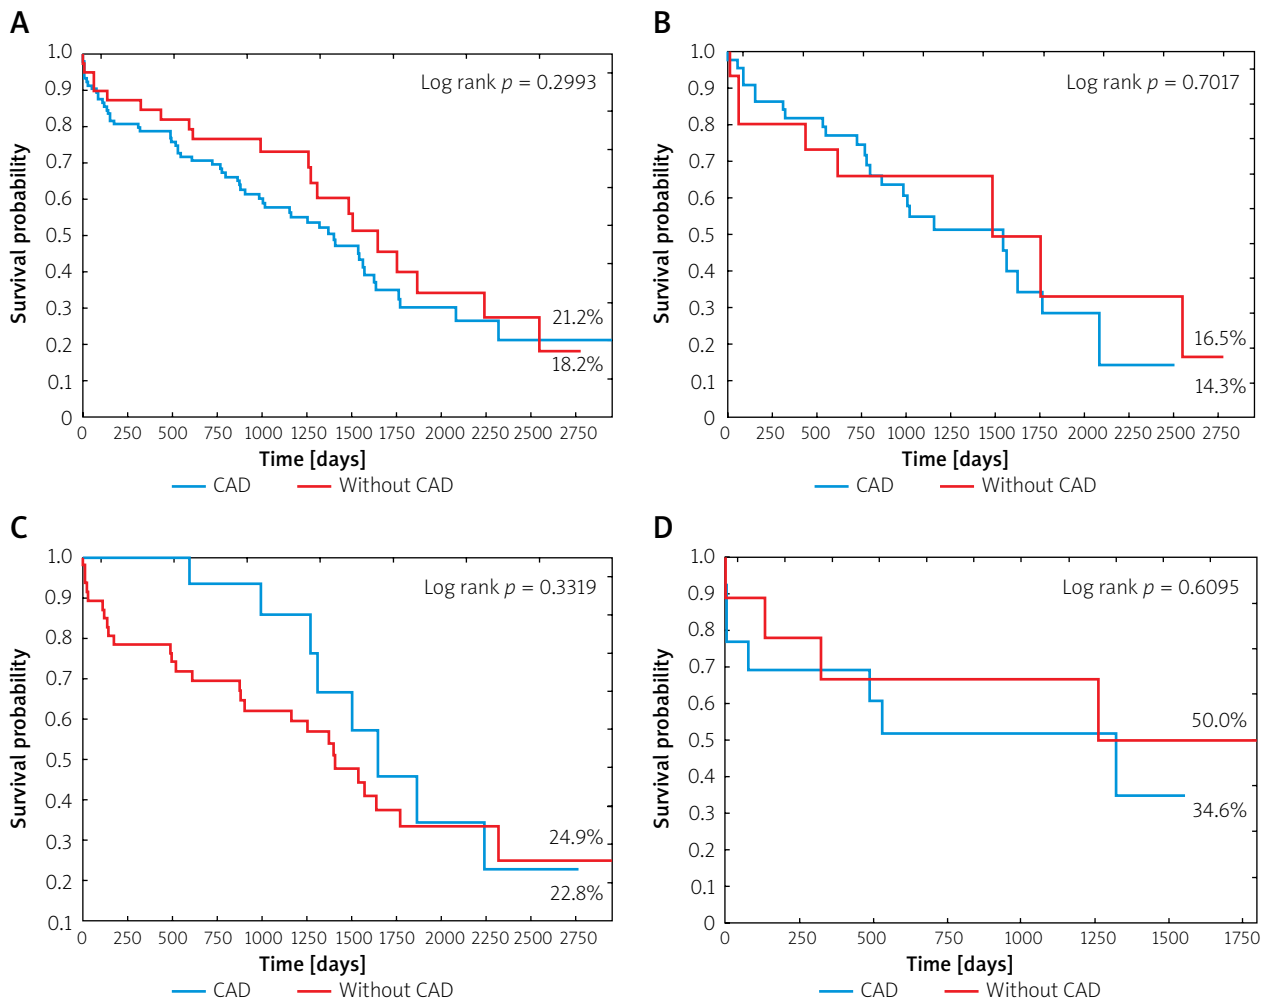 A
Survival probability
1.0
0.9
0.8
0.7
0.6
0.5
0.4
0.3
0.2
0.1
0
Log rank p = 0.2993
21.2%
18.2%
0 250 500 750 1000 1250 1500 1750 2000 2250 2500 2750
Time [days]
CAD Without CAD
B
Survival probability
1.0
0.9
0.8
0.7
0.6
0.5
0.4
0.3
0.2
0.1
0
Log rank p = 0.7017
16.5%
14.3%
0 250 500 750 1000 1250 1500 1750 2000 2250 2500 2750
Time [days]
CAD Without CAD
C
Survival probability
1.0
0.9
0.8
0.7
0.6
0.5
0.4
0.3
0.2
0.1
Log rank p = 0.3319
24.9%
22.8%
0 250 500 750 1000 1250 1500 1750 2000 2250 2500 2750
Time [days]
CAD Without CAD
D
Survival probability
1.0
0.9
0.8
0.7
0.6
0.5
0.4
0.3
0.2
0.1
0
Log rank p = 0.6095
50.0%
34.6%
0 250 500 750 1000 1250 1500 1750
Time [days]
CAD Without CAD